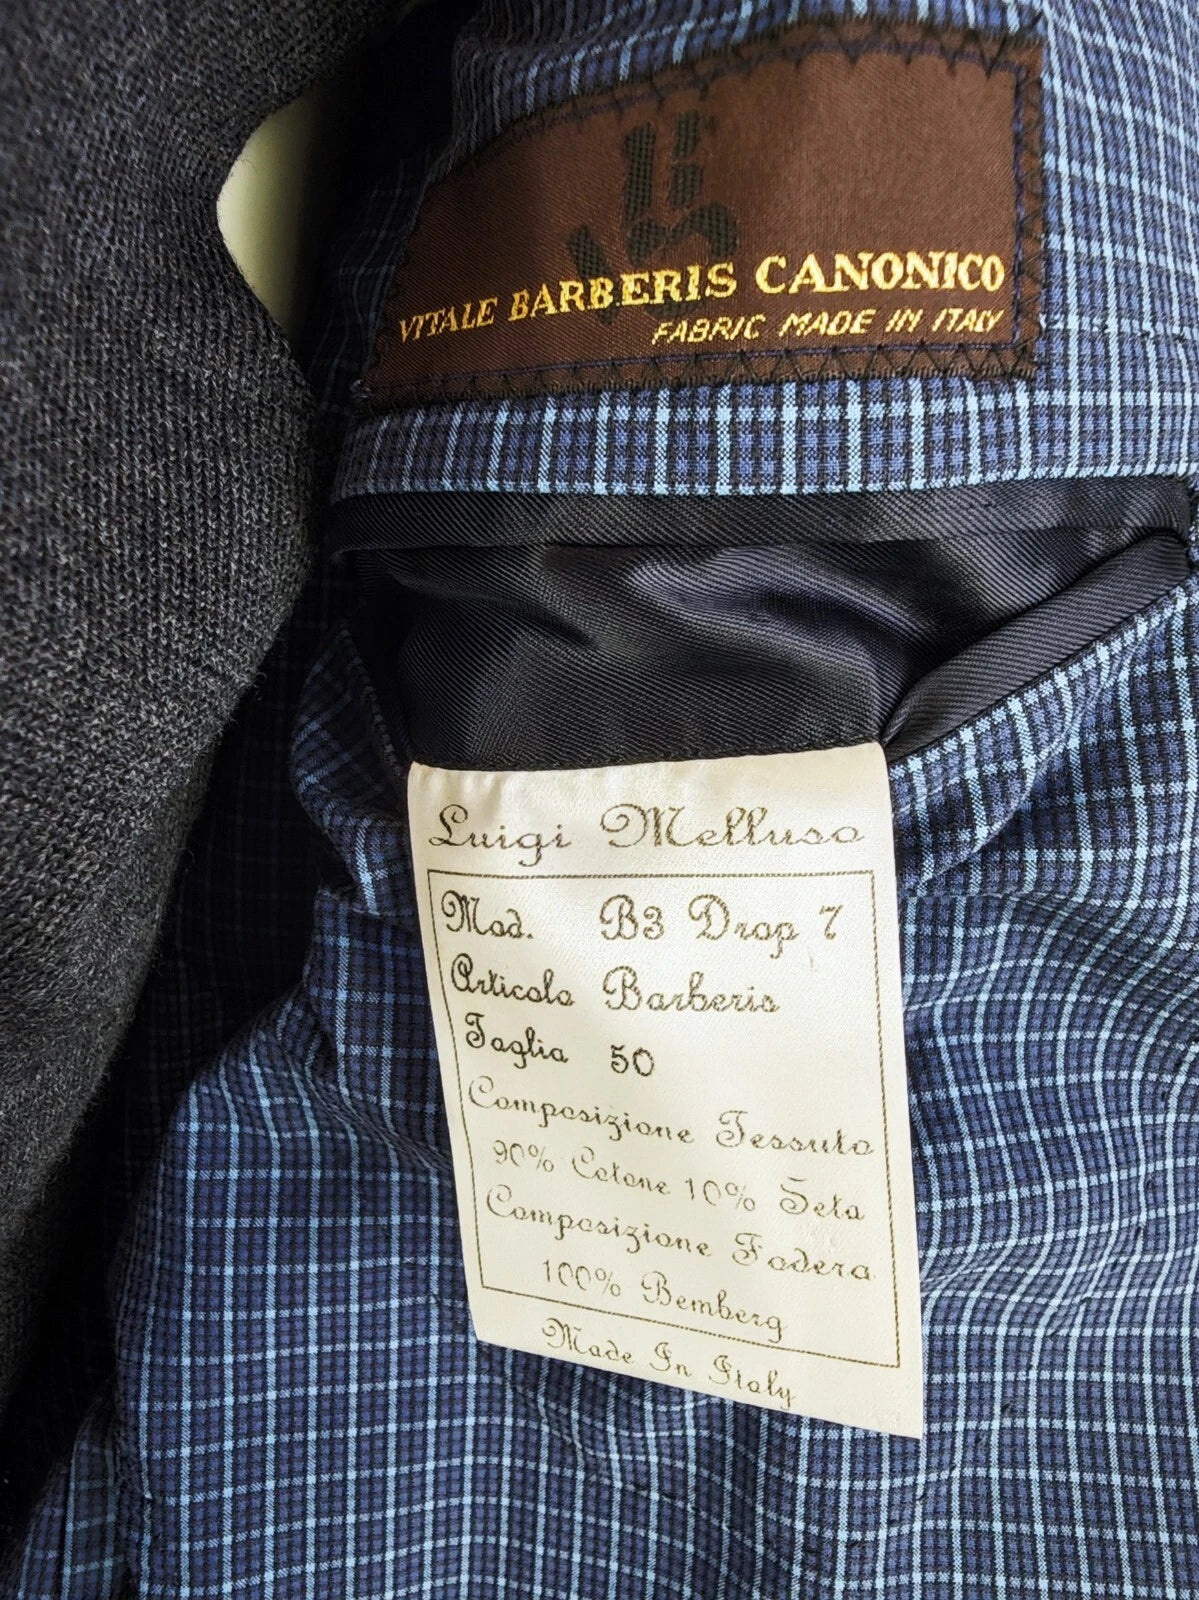 VITALE BARBERIS CANONICO
FABRIC MADE IN ITALY
Luigi Melluso
Mod. B3 Drop 7
Articolo Barberis
Taglia 50
Composizione Tessuto
90% Cotone 10% Seta
Composizione Fodera
100% Bemberg
Made In Italy